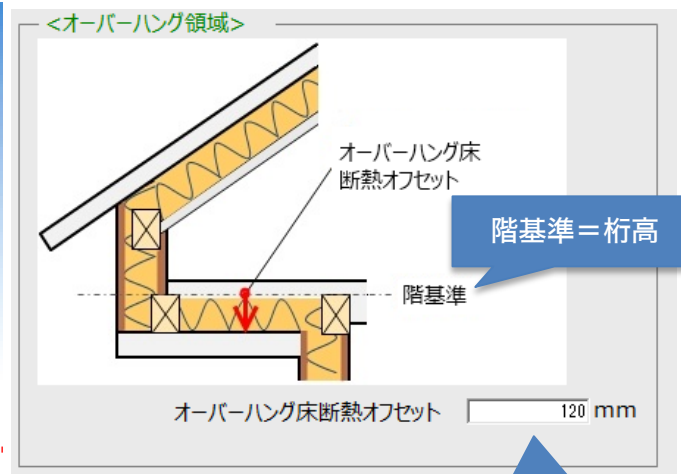 <オーバーハング領域>
オーバーハング床
断熱オフセット
階基準＝桁高
階基準
オーバーハング床断熱オフセット 120 mm